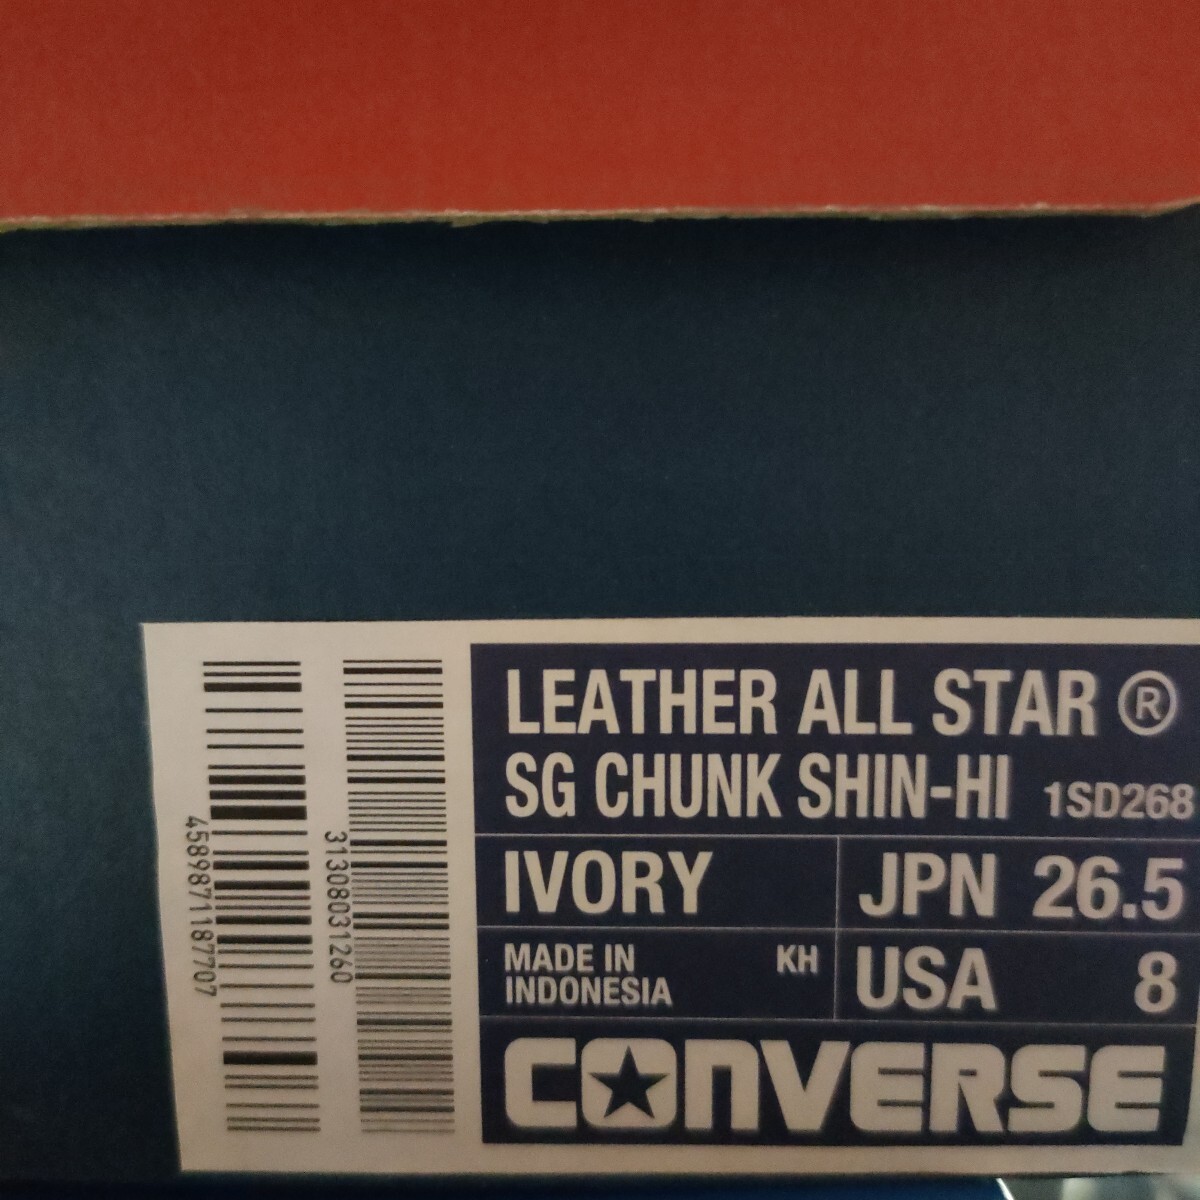 LEATHER ALL STAR ®
SG CHUNK SHIN-HI 1SD268
IVORY
JPN 26.5
MADE IN INDONESIA KH
USA 8
CONVERSE
4589871187707
31308031260